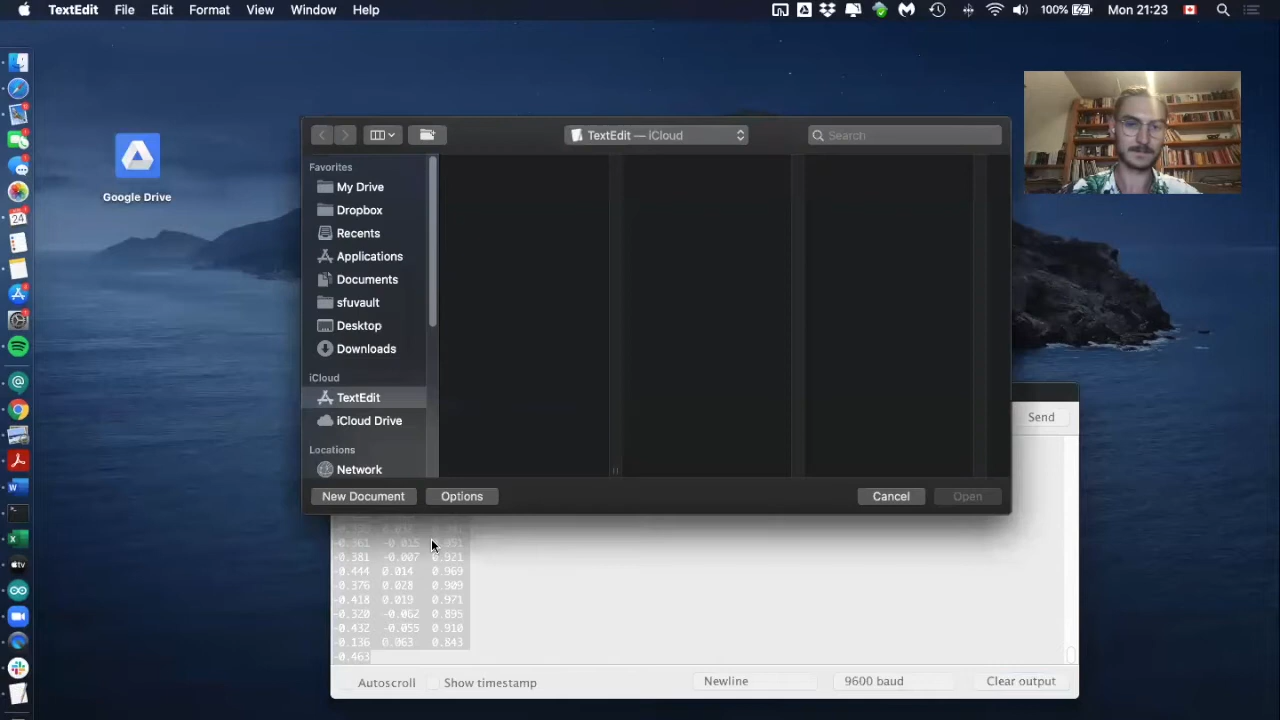 TextEdit File Edit Format View Window Help
100% Mon 21:23
Google Drive
TextEdit — iCloud
Search
Favorites
My Drive
Dropbox
Recents
Applications
Documents
sfuvault
Desktop
Downloads
iCloud
TextEdit
iCloud Drive
Locations
Network
New Document Options Cancel Open
Send
-0.361 -0.015
-0.381 -0.007 0.921
-0.444 0.014 0.969
-0.376 0.028 0.909
-0.418 0.019 0.971
-0.320 -0.062 0.895
-0.432 -0.055 0.910
-0.136 0.063 0.843
-0.463
Autoscroll Show timestamp Newline 9600 baud Clear output